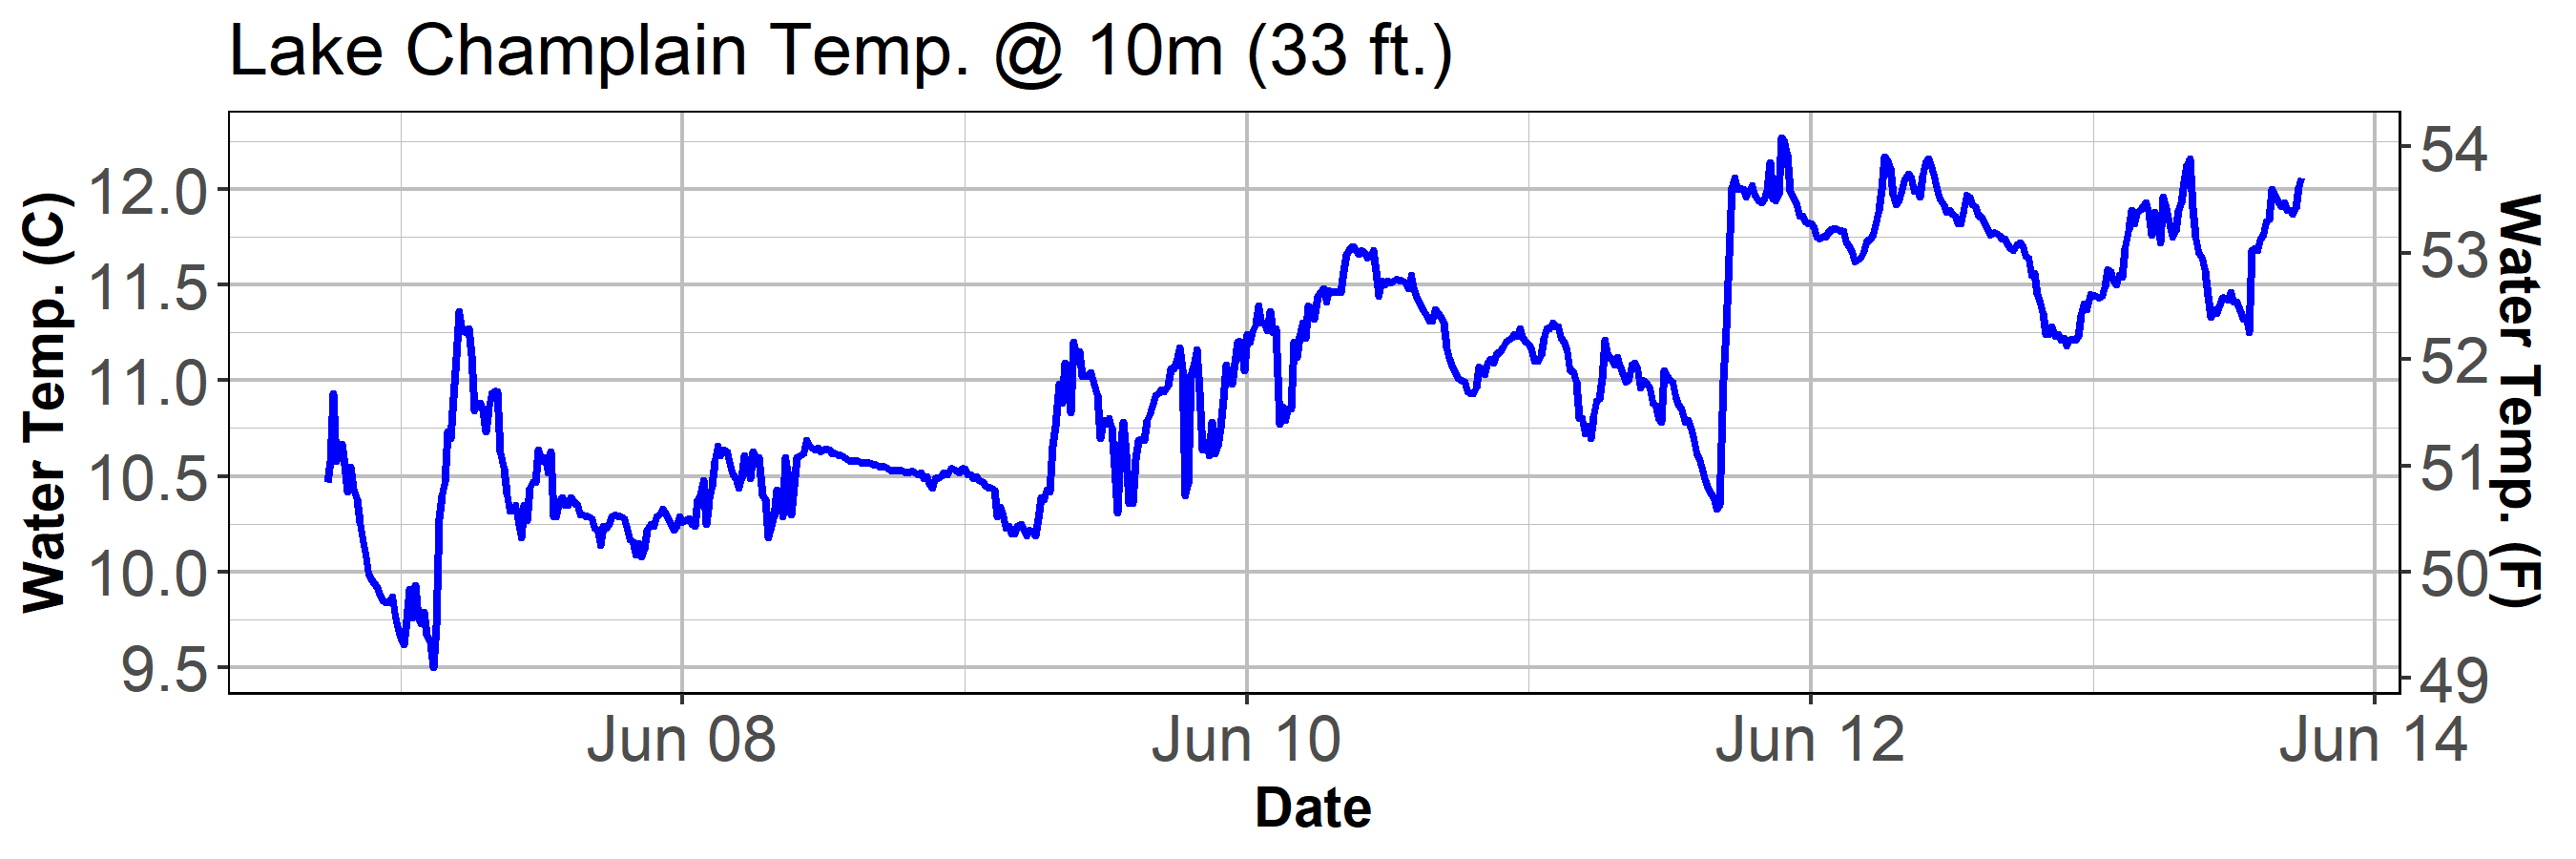 Lake Champlain Temp. @ 10m (33 ft.)
Water Temp. (C)
12.0
11.5
11.0
10.5
10.0
9.5
54
53
52
51
50
49
Water Temp. (F)
Jun 08
Jun 10
Jun 12
Jun 14
Date